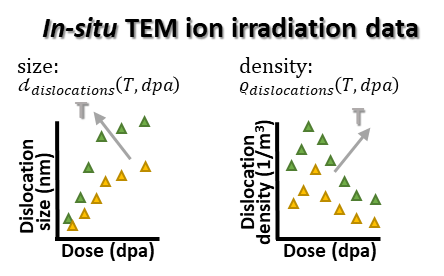 In-situ TEM ion irradiation data
size:
d_dislocations(T, dpa)
T
Dislocation
size (nm)
Dose (dpa)
density:
ϱ_dislocations(T, dpa)
T
Dislocation
density (1/m³)
Dose (dpa)